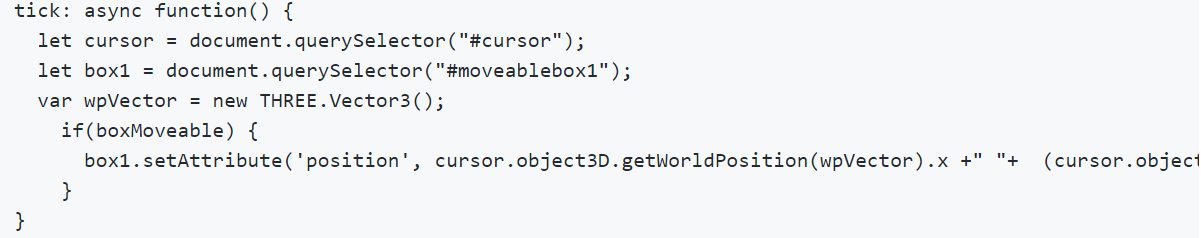 tick: async function() {
let cursor = document.querySelector("#cursor");
let box1 = document.querySelector("#moveablebox1");
var wpVector = new THREE.Vector3();
if(boxMoveable) {
box1.setAttribute('position', cursor.object3D.getWorldPosition(wpVector).x +" "+ (cursor.object
}
}